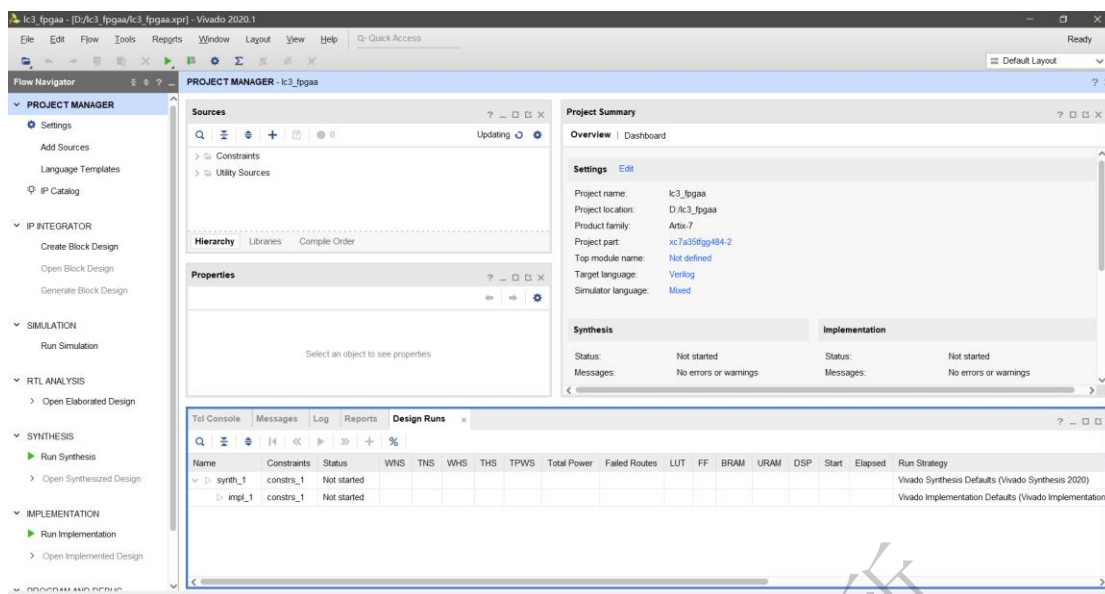 lc3_fpgaa - [D:/lc3_fpgaa/lc3_fpgaa.xpr] - Vivado 2020.1
File Edit Flow Tools Reports Window Layout View Help Q- Quick Access
Ready
Default Layout
Flow Navigator
PROJECT MANAGER - lc3_fpgaa
PROJECT MANAGER
Settings
Add Sources
Language Templates
IP Catalog
IP INTEGRATOR
Create Block Design
Open Block Design
Generate Block Design
SIMULATION
Run Simulation
RTL ANALYSIS
Open Elaborated Design
SYNTHESIS
Run Synthesis
Open Synthesized Design
IMPLEMENTATION
Run Implementation
Open Implemented Design
PROGRAM AND DEBUG
Sources
0 Updating
Constraints
Utility Sources
Hierarchy Libraries Compile Order
Properties
Select an object to see properties
Project Summary
Overview | Dashboard
Settings Edit
Project name: lc3_fpgaa
Project location: D:/lc3_fpgaa
Product family: Artix-7
Project part: xc7a35tfgg484-2
Top module name: Not defined
Target language: Verilog
Simulator language: Mixed
Synthesis Implementation
Status: Not started Status: Not started
Messages: No errors or warnings Messages: No errors or warnings
Tcl Console Messages Log Reports Design Runs
Name Constraints Status WNS TNS WHS THS TPWS Total Power Failed Routes LUT FF BRAM URAM DSP Start Elapsed Run Strategy
synth_1 constrs_1 Not started Vivado Synthesis Defaults (Vivado Synthesis 2020)
impl_1 constrs_1 Not started Vivado Implementation Defaults (Vivado Implementation